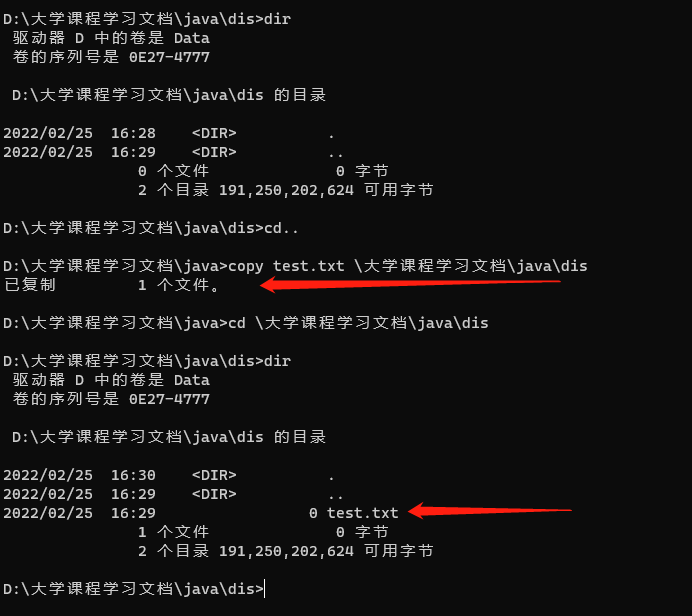 D:\大学课程学习文档\java\dis>dir
驱动器 D 中的卷是 Data
卷的序列号是 0E27-4777
D:\大学课程学习文档\java\dis 的目录
2022/02/25  16:28    <DIR>          .
2022/02/25  16:29    <DIR>          ..
0 个文件              0 字节
2 个目录 191,250,202,624 可用字节
D:\大学课程学习文档\java\dis>cd..
D:\大学课程学习文档\java>copy test.txt \大学课程学习文档\java\dis
已复制         1 个文件。
D:\大学课程学习文档\java>cd \大学课程学习文档\java\dis
D:\大学课程学习文档\java\dis>dir
驱动器 D 中的卷是 Data
卷的序列号是 0E27-4777
D:\大学课程学习文档\java\dis 的目录
2022/02/25  16:30    <DIR>          .
2022/02/25  16:29    <DIR>          ..
2022/02/25  16:29                 0 test.txt
1 个文件              0 字节
2 个目录 191,250,202,624 可用字节
D:\大学课程学习文档\java\dis>